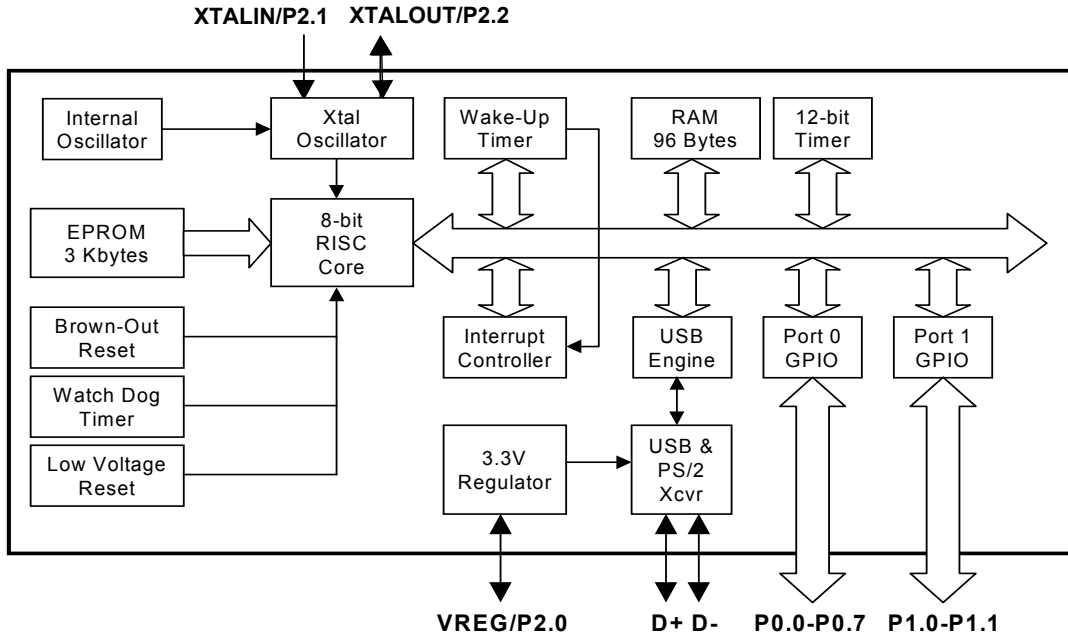 XTALIN/P2.1 XTALOUT/P2.2
Internal
Oscillator
Xtal
Oscillator
Wake-Up
Timer
RAM
96 Bytes
12-bit
Timer
EPROM
3 Kbytes
8-bit
RISC
Core
Brown-Out
Reset
Watch Dog
Timer
Low Voltage
Reset
Interrupt
Controller
USB
Engine
Port 0
GPIO
Port 1
GPIO
3.3V
Regulator
USB &
PS/2
Xcvr
VREG/P2.0
D+ D-
P0.0-P0.7
P1.0-P1.1